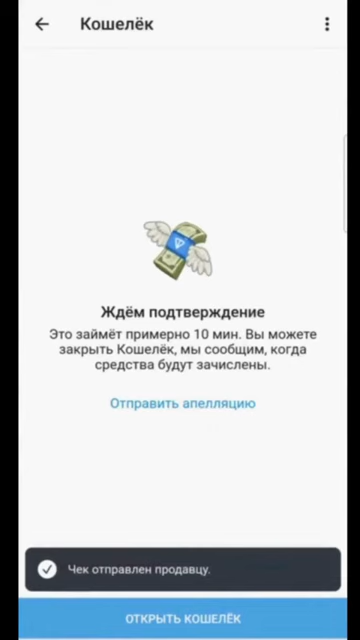 Кошелёк
Ждём подтверждение
Это займёт примерно 10 мин. Вы можете
закрыть Кошелёк, мы сообщим, когда
средства будут зачислены.
Отправить апелляцию
Чек отправлен продавцу.
ОТКРЫТЬ КОШЕЛЁК